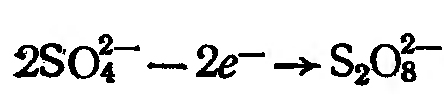 2SO₄²⁻ — 2e⁻ → S₂O₈²⁻